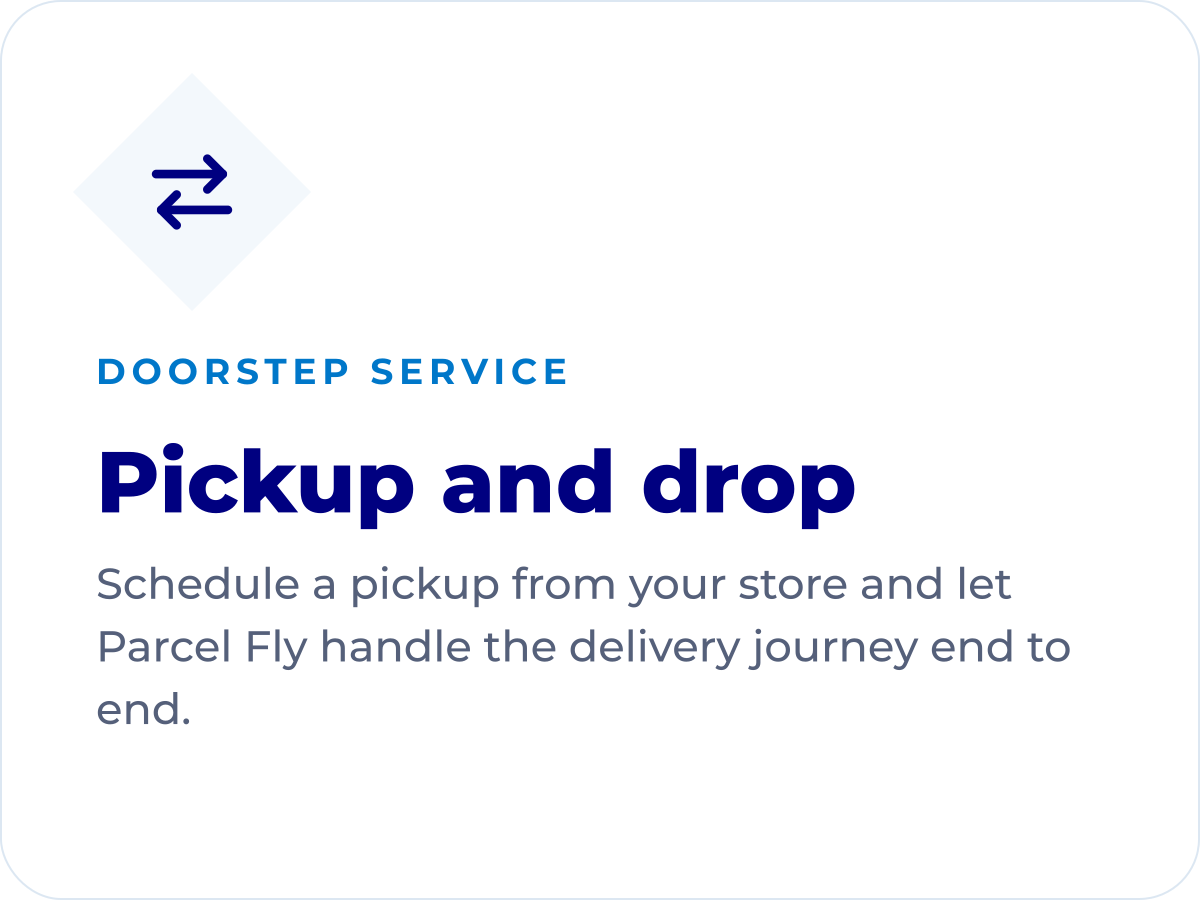 DOORSTEP SERVICE
Pickup and drop
Schedule a pickup from your store and let
Parcel Fly handle the delivery journey end to
end.